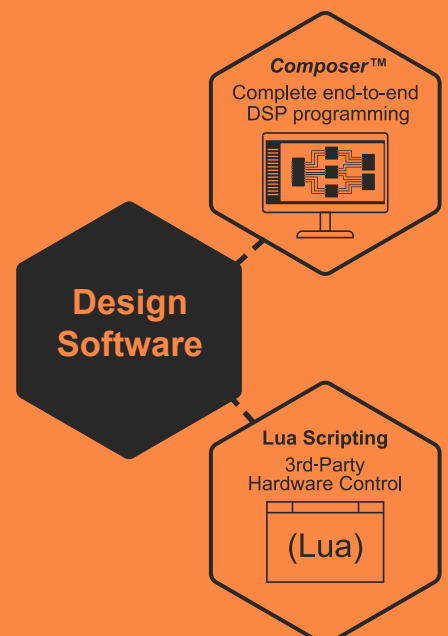 Composer™
Complete end-to-end
DSP programming
Design
Software
Lua Scripting
3rd-Party
Hardware Control
(Lua)